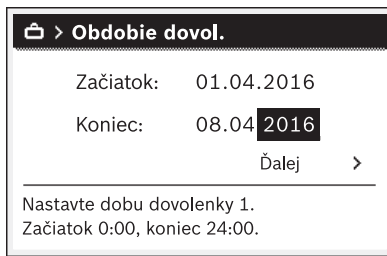 > Obdobie dovol.
Začiatok: 01.04.2016
Koniec: 08.04 2016
Ďalej >
Nastavte dobu dovolenky 1.
Začiatok 0:00, koniec 24:00.